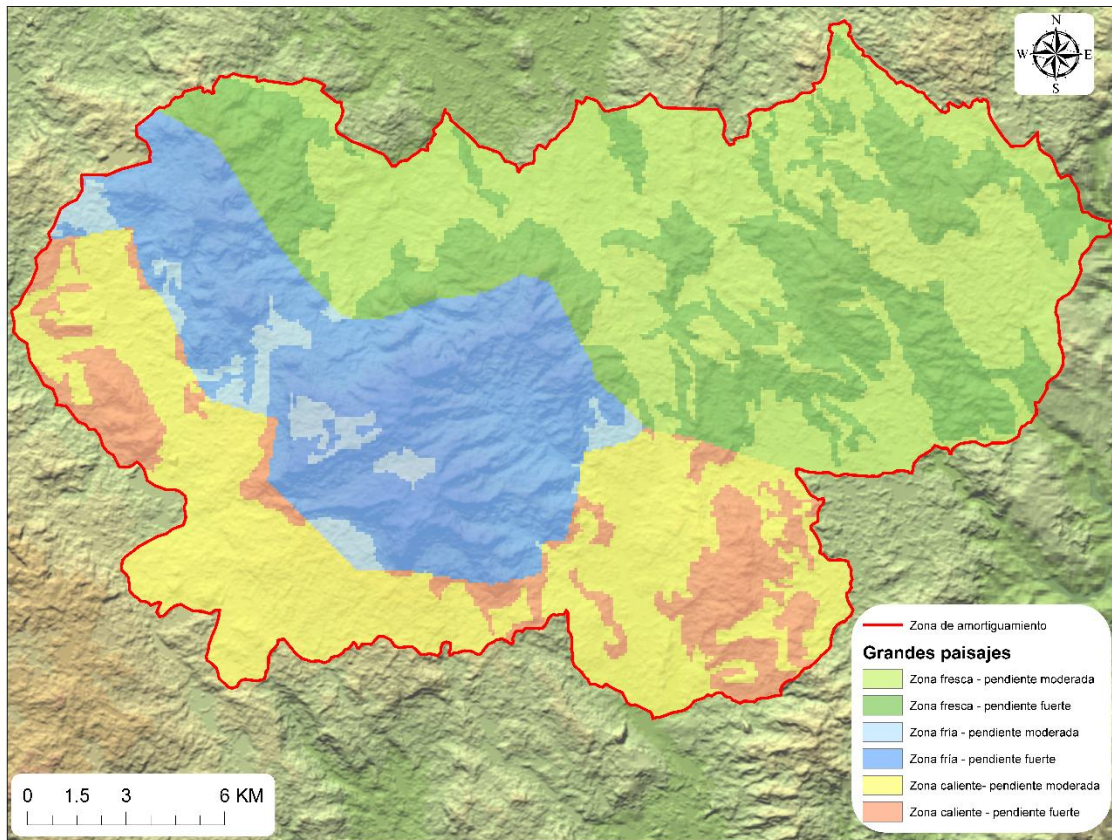 N
W E
S
Zona de amortiguamiento
Grandes paisajes
Zona fresca - pendiente moderada
Zona fresca - pendiente fuerte
Zona fría - pendiente moderada
Zona fría - pendiente fuerte
Zona caliente- pendiente moderada
Zona caliente - pendiente fuerte
0 1.5 3 6 KM